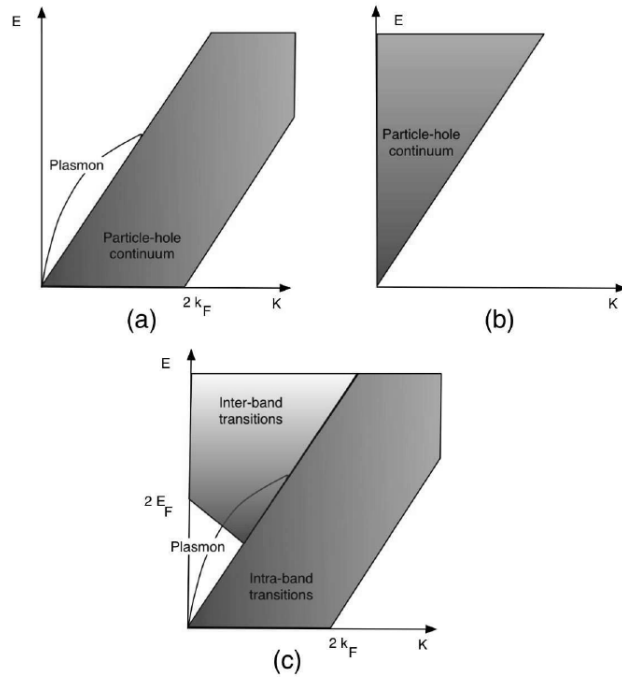 E
Plasmon
Particle-hole
continuum
2 k F
K
(a)
E
Particle-hole
continuum
K
(b)
E
Inter-band
transitions
2 E F
Plasmon
Intra-band
transitions
2 k F
K
(c)